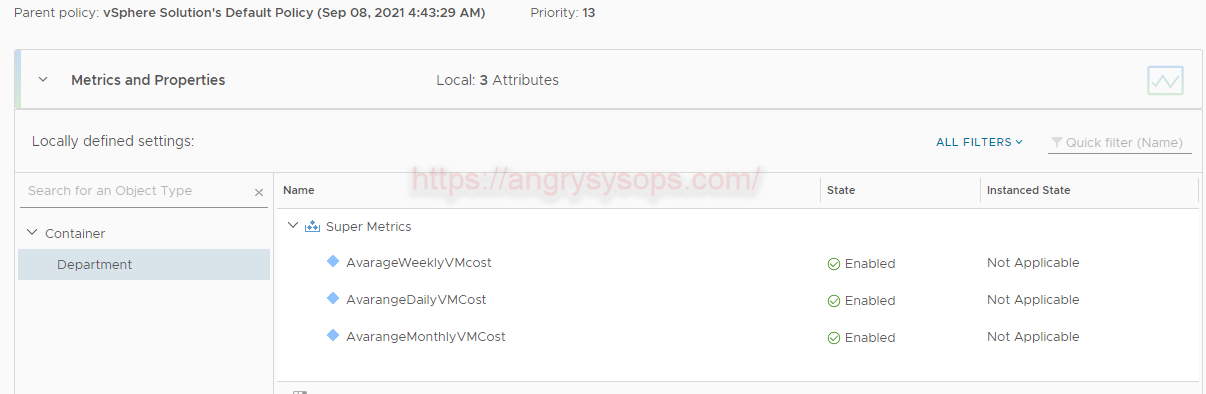 Parent policy: vSphere Solution's Default Policy (Sep 08, 2021 4:43:29 AM) Priority: 13
Metrics and Properties Local: 3 Attributes
Locally defined settings: ALL FILTERS Quick filter (Name)
Search for an Object Type Name https://angrysysops.com/ State Instanced State
Super Metrics
Container
AvarageWeeklyVMcost Enabled Not Applicable
Department
AvarangeDailyVMCost Enabled Not Applicable
AvarangeMonthlyVMCost Enabled Not Applicable